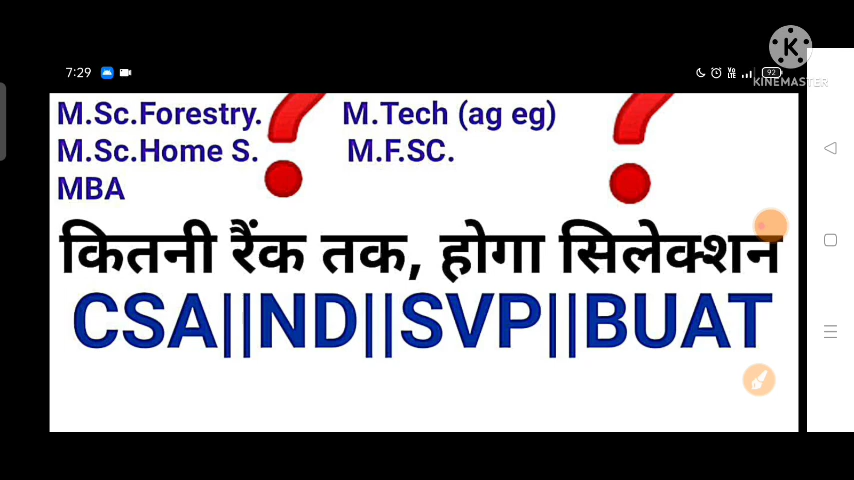 7:29 92
KINEMASTER
M.Sc.Forestry. M.Tech (ag eg)
M.Sc.Home S. M.F.SC.
MBA
कितनी रैंक तक, होगा सिलेक्शन
CSA||ND||SVP||BUAT